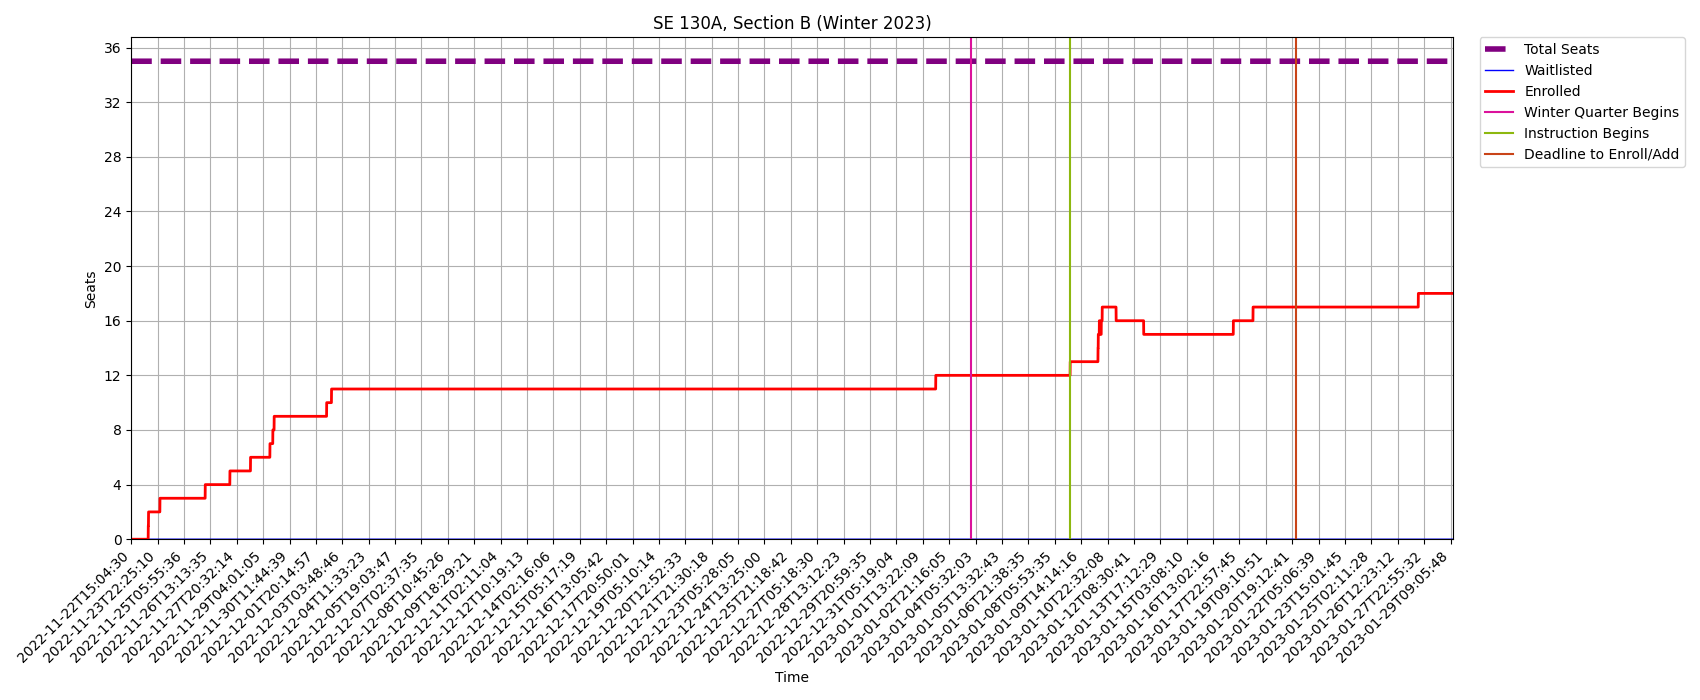 SE 130A, Section B (Winter 2023)
Total Seats
Waitlisted
Enrolled
Winter Quarter Begins
Instruction Begins
Deadline to Enroll/Add
Seats
36
32
28
24
20
16
12
8
4
0
2022-11-22T15:04:30
2022-11-23T22:25:10
2022-11-25T05:55:36
2022-11-26T13:13:35
2022-11-27T20:32:14
2022-11-29T04:01:05
2022-11-30T11:44:39
2022-12-01T20:14:57
2022-12-03T03:48:46
2022-12-04T11:33:23
2022-12-05T19:03:47
2022-12-07T02:37:35
2022-12-08T10:45:26
2022-12-09T18:29:21
2022-12-11T02:11:04
2022-12-12T10:19:13
2022-12-14T02:16:06
2022-12-15T05:17:19
2022-12-16T13:05:42
2022-12-17T20:50:01
2022-12-19T05:10:14
2022-12-20T12:52:33
2022-12-21T21:30:18
2022-12-23T05:28:05
2022-12-24T13:25:00
2022-12-25T21:18:42
2022-12-27T05:18:30
2022-12-28T13:12:23
2022-12-29T20:59:35
2022-12-31T05:19:04
2023-01-01T13:22:09
2023-01-02T21:16:05
2023-01-04T05:32:03
2023-01-05T13:32:43
2023-01-06T21:38:35
2023-01-08T05:53:35
2023-01-09T14:14:16
2023-01-10T22:32:08
2023-01-12T08:30:41
2023-01-13T17:12:29
2023-01-15T03:08:10
2023-01-16T13:02:16
2023-01-17T22:57:45
2023-01-19T09:10:51
2023-01-20T19:12:41
2023-01-22T05:06:39
2023-01-23T15:01:45
2023-01-25T02:11:28
2023-01-26T12:23:12
2023-01-27T22:55:32
2023-01-29T09:05:48
Time